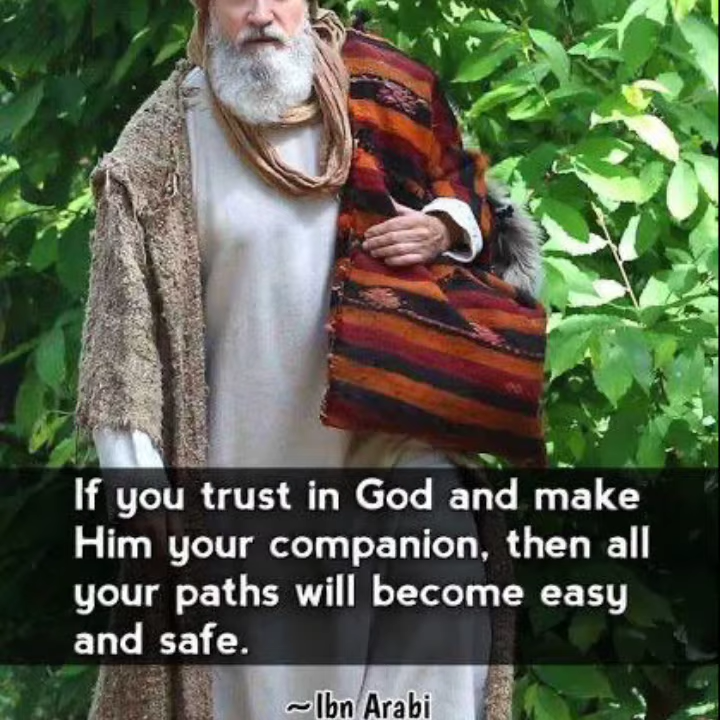 If you trust in God and make
Him your companion, then all
your paths will become easy
and safe.
~Ibn Arabi